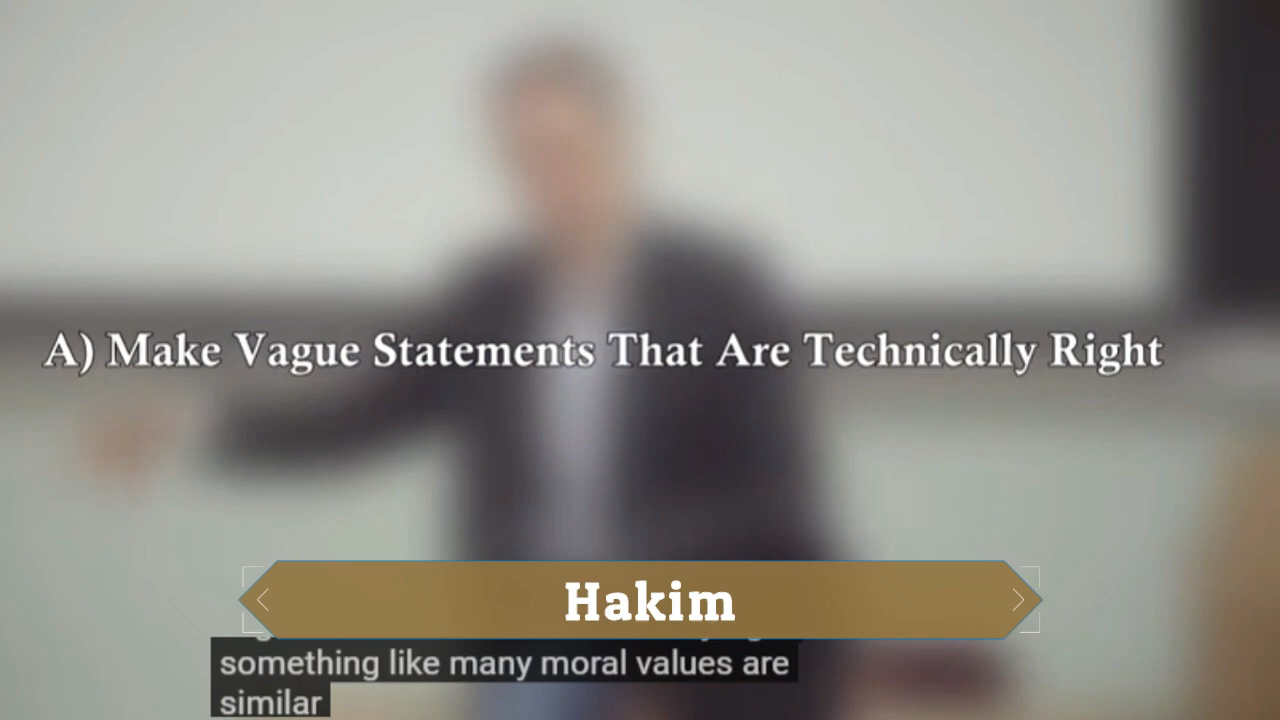 A) Make Vague Statements That Are Technically Right
Hakim
something like many moral values are
similar